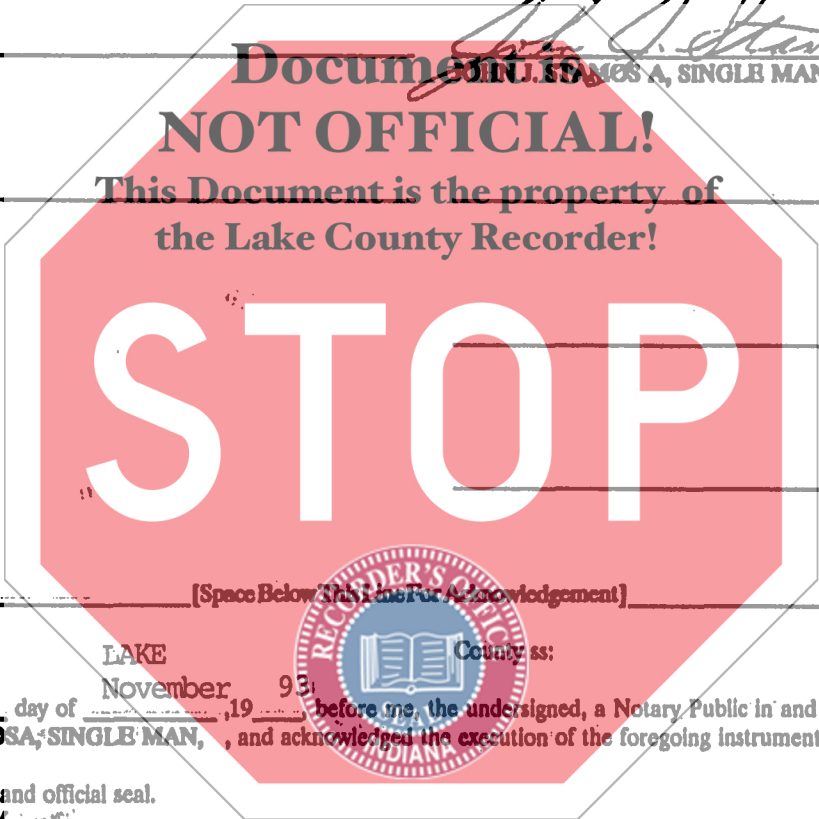 Document is
JOHN J. STAMOS A, SINGLE MAN
NOT OFFICIAL!
This Document is the property of
the Lake County Recorder!
STOP
[Space Below This Line For Acknowledgement]
RECORDER'S OFFICE
LAKE County ss:
November 93
day of ,19 , before me, the undersigned, a Notary Public in and
SA, SINGLE MAN, , and acknowledged the execution of the foregoing instrument
INDIANA
and official seal.